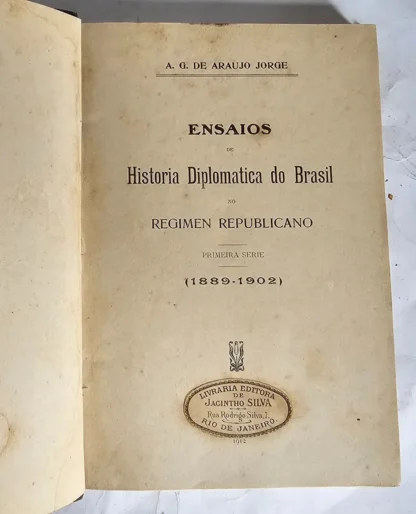 A. G. DE ARAUJO JORGE
ENSAIOS
DE
Historia Diplomatica do Brasil
NO
REGIMEN REPUBLICANO
PRIMEIRA SERIE
(1889-1902)
LIVRARIA EDITORA
DE
JACINTHO SILVA
Rua Rodrigo Silva, 7.
RIO DE JANEIRO.
1912